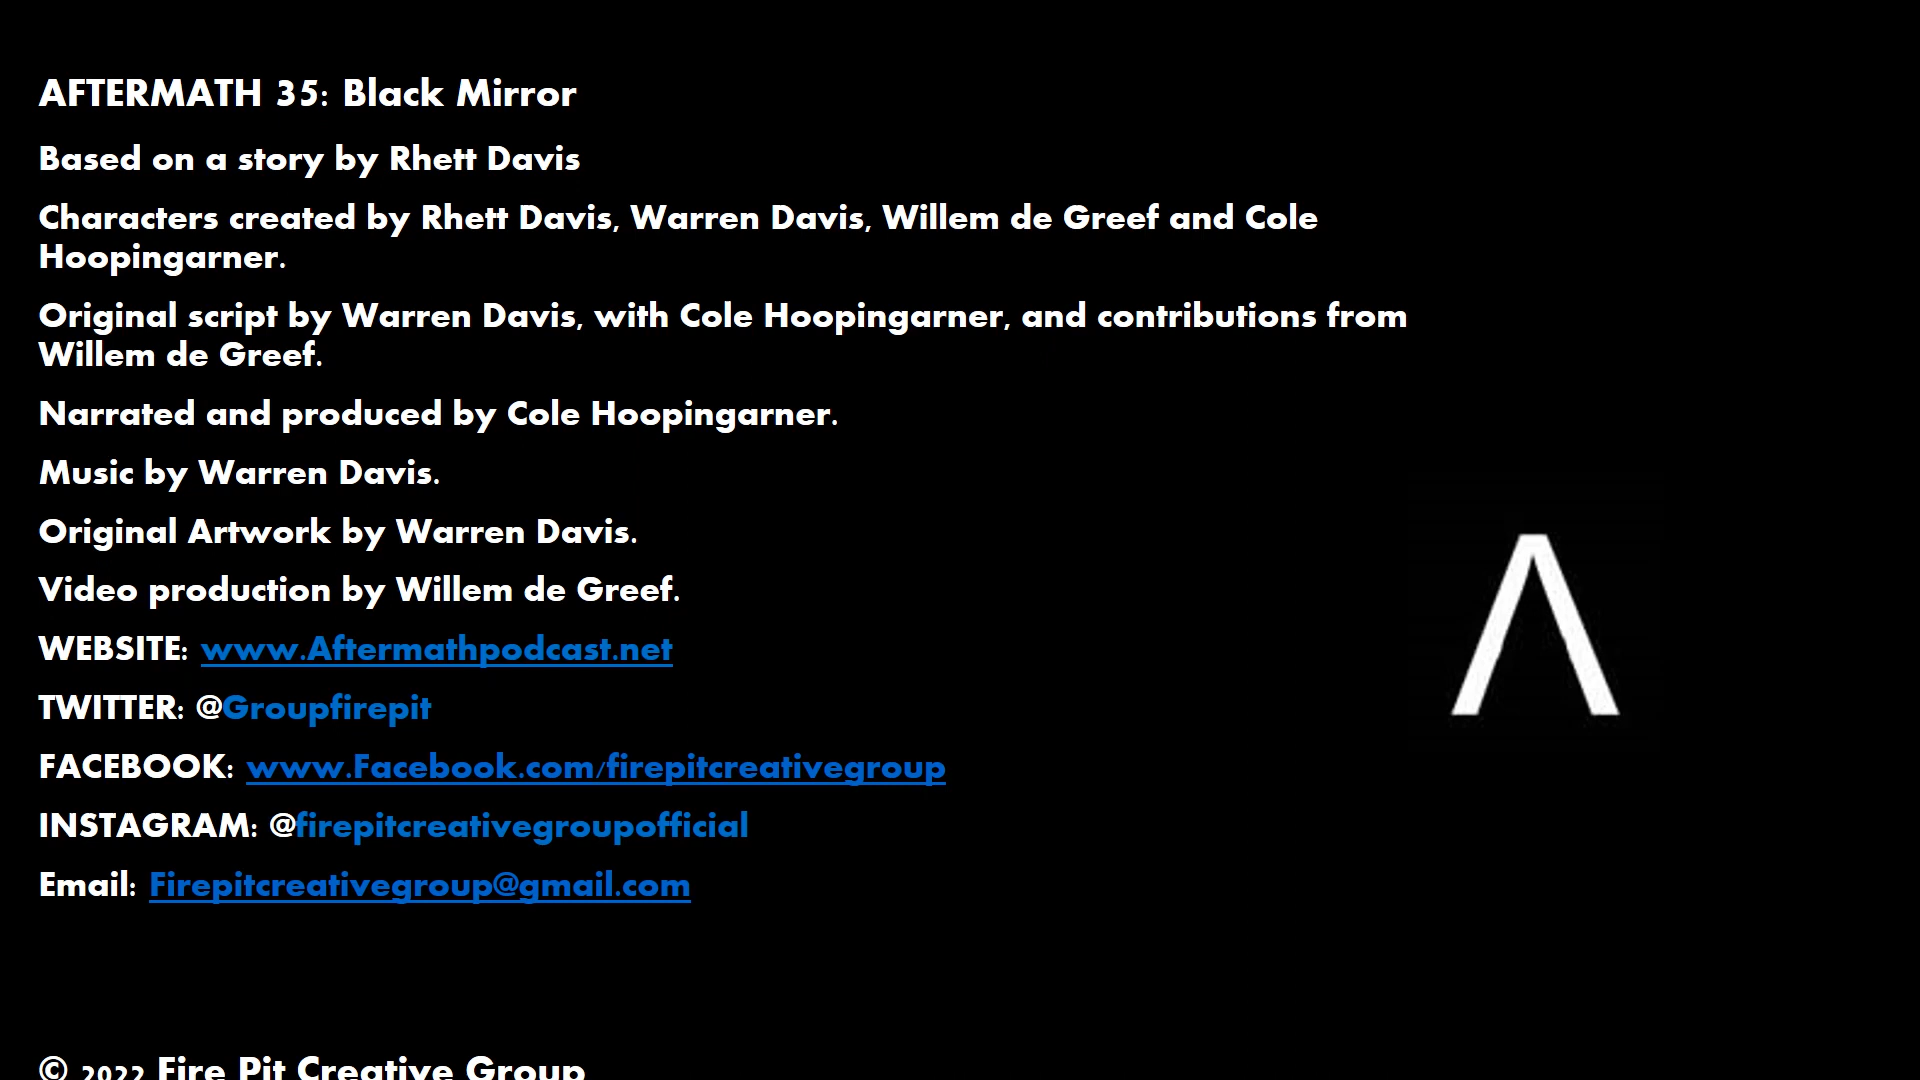 AFTERMATH 35: Black Mirror
Based on a story by Rhett Davis
Characters created by Rhett Davis, Warren Davis, Willem de Greef and Cole
Hoopingarner.
Original script by Warren Davis, with Cole Hoopingarner, and contributions from
Willem de Greef.
Narrated and produced by Cole Hoopingarner.
Music by Warren Davis.
Original Artwork by Warren Davis.
Video production by Willem de Greef.
WEBSITE: www.Aftermathpodcast.net
TWITTER: @Groupfirepit
FACEBOOK: www.Facebook.com/firepitcreativegroup
INSTAGRAM: @firepitcreativegroupofficial
Email: Firepitcreativegroup@gmail.com
© 2022 Fire Pit Creative Group